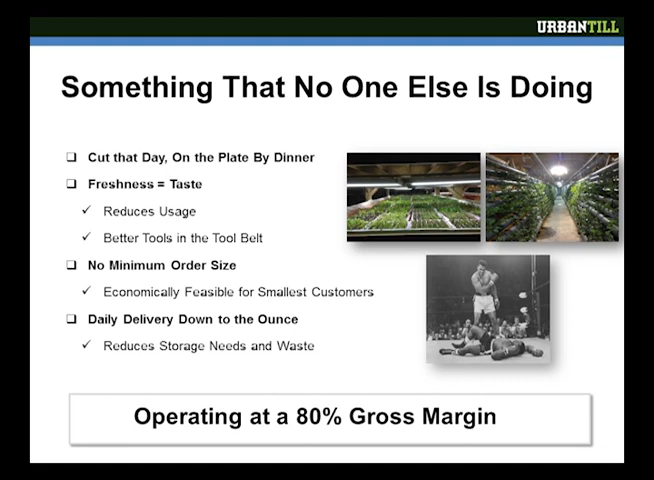 URBANTILL
Something That No One Else Is Doing
Cut that Day, On the Plate By Dinner
Freshness = Taste
Reduces Usage
Better Tools in the Tool Belt
No Minimum Order Size
Economically Feasible for Smallest Customers
Daily Delivery Down to the Ounce
Reduces Storage Needs and Waste
Operating at a 80% Gross Margin